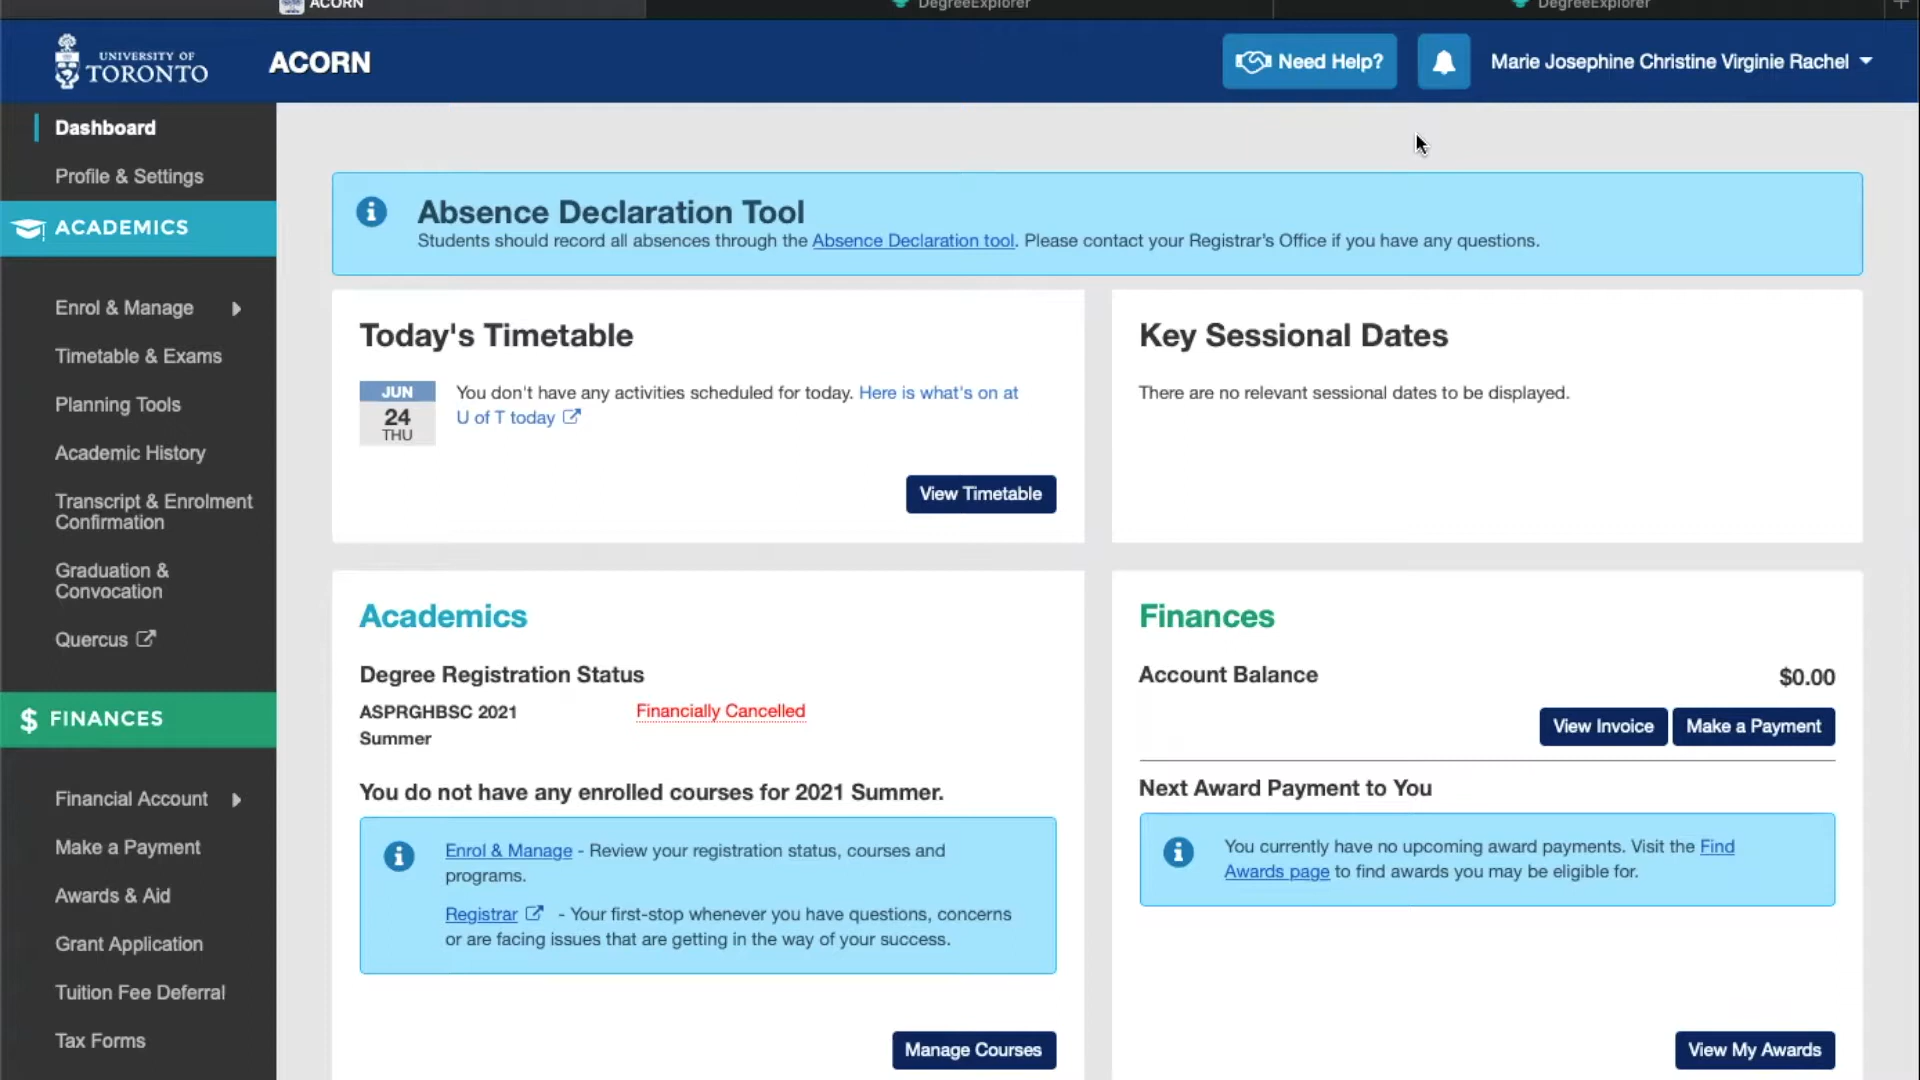 ACORN
DegreeExplorer
DegreeExplorer
UNIVERSITY OF
TORONTO
ACORN
Need Help?
Marie Josephine Christine Virginie Rachel
Dashboard
Profile & Settings
ACADEMICS
Enrol & Manage
Timetable & Exams
Planning Tools
Academic History
Transcript & Enrolment
Confirmation
Graduation &
Convocation
Quercus
$ FINANCES
Financial Account
Make a Payment
Awards & Aid
Grant Application
Tuition Fee Deferral
Tax Forms
Absence Declaration Tool
Students should record all absences through the Absence Declaration tool. Please contact your Registrar's Office if you have any questions.
Today's Timetable
JUN
24
THU
You don't have any activities scheduled for today. Here is what's on at
U of T today
View Timetable
Key Sessional Dates
There are no relevant sessional dates to be displayed.
Academics
Degree Registration Status
ASPRGHBSC 2021 Financially Cancelled
Summer
You do not have any enrolled courses for 2021 Summer.
Enrol & Manage - Review your registration status, courses and
programs.
Registrar - Your first-stop whenever you have questions, concerns
or are facing issues that are getting in the way of your success.
Manage Courses
Finances
Account Balance $0.00
View Invoice Make a Payment
Next Award Payment to You
You currently have no upcoming award payments. Visit the Find
Awards page to find awards you may be eligible for.
View My Awards